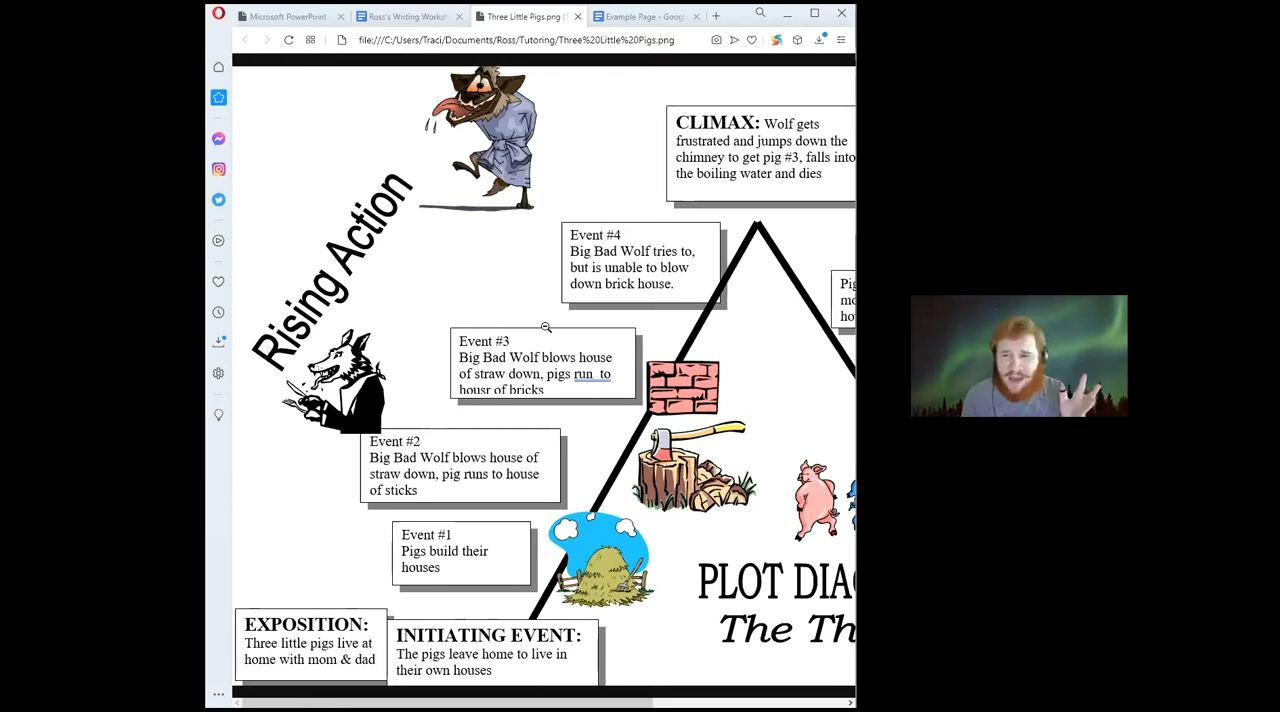 Microsoft PowerPoint
Ross's Writing Worksh
Three Little Pigs.png (
Example Page - Googl
file:///C:/Users/Traci/Documents/Ross/Tutoring/Three%20Little%20Pigs.png
CLIMAX: Wolf gets
frustrated and jumps down the
chimney to get pig #3, falls into
the boiling water and dies
Rising Action
Event #4
Big Bad Wolf tries to,
but is unable to blow
down brick house.
Pig
mo
ho
Event #3
Big Bad Wolf blows house
of straw down, pigs run to
housr of bricks
Event #2
Big Bad Wolf blows house of
straw down, pig runs to house
of sticks
Event #1
Pigs build their
houses
PLOT DIA
The Th
EXPOSITION:
Three little pigs live at
home with mom & dad
INITIATING EVENT:
The pigs leave home to live in
their own houses